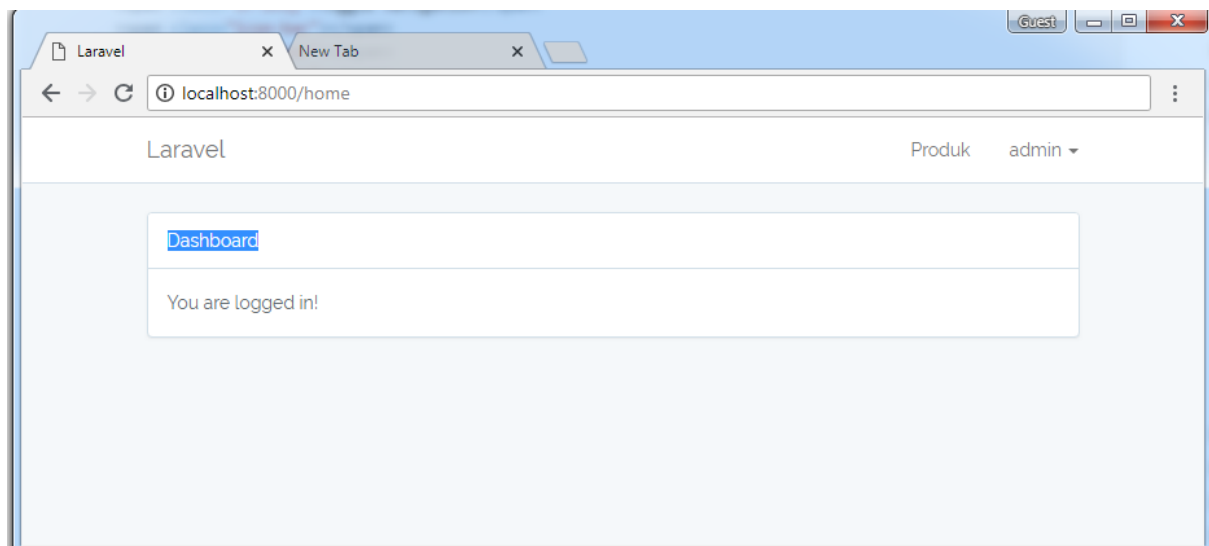 Guest
Laravel
New Tab
localhost:8000/home
Laravel
Produk
admin
Dashboard
You are logged in!